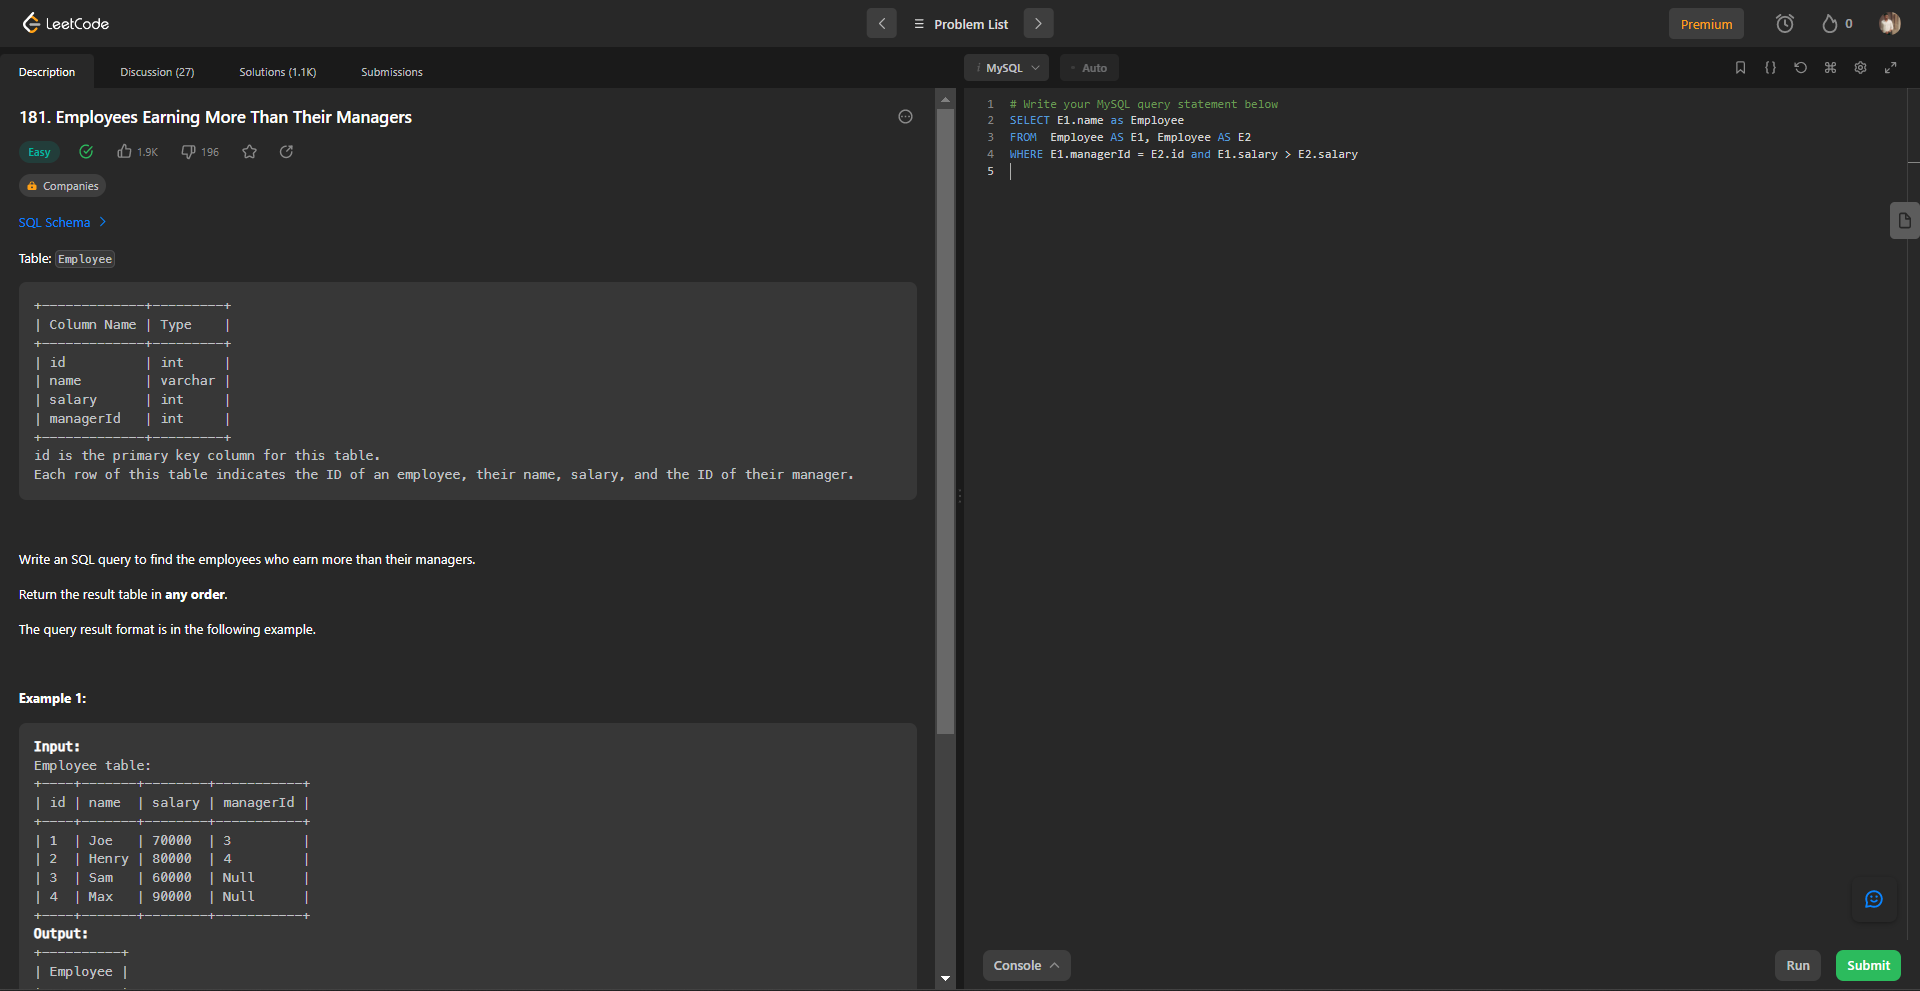 LeetCode
Problem List
Premium
0
Description
Discussion (27)
Solutions (1.1K)
Submissions
i MySQL
Auto
181. Employees Earning More Than Their Managers
Easy
1.9K
196
Companies
SQL Schema
Table: Employee
+-------------+---------+
| Column Name | Type    |
+-------------+---------+
| id          | int     |
| name        | varchar |
| salary      | int     |
| managerId   | int     |
+-------------+---------+
id is the primary key column for this table.
Each row of this table indicates the ID of an employee, their name, salary, and the ID of their manager.
Write an SQL query to find the employees who earn more than their managers.
Return the result table in any order.
The query result format is in the following example.
Example 1:
Input:
Employee table:
+----+-------+--------+-----------+
| id | name  | salary | managerId |
+----+-------+--------+-----------+
| 1  | Joe   | 70000  | 3         |
| 2  | Henry | 80000  | 4         |
| 3  | Sam   | 60000  | Null      |
| 4  | Max   | 90000  | Null      |
+----+-------+--------+-----------+
Output:
+----------+
| Employee |
1 # Write your MySQL query statement below
2 SELECT E1.name as Employee
3 FROM  Employee AS E1, Employee AS E2
4 WHERE E1.managerId = E2.id and E1.salary > E2.salary
5
Console
Run
Submit